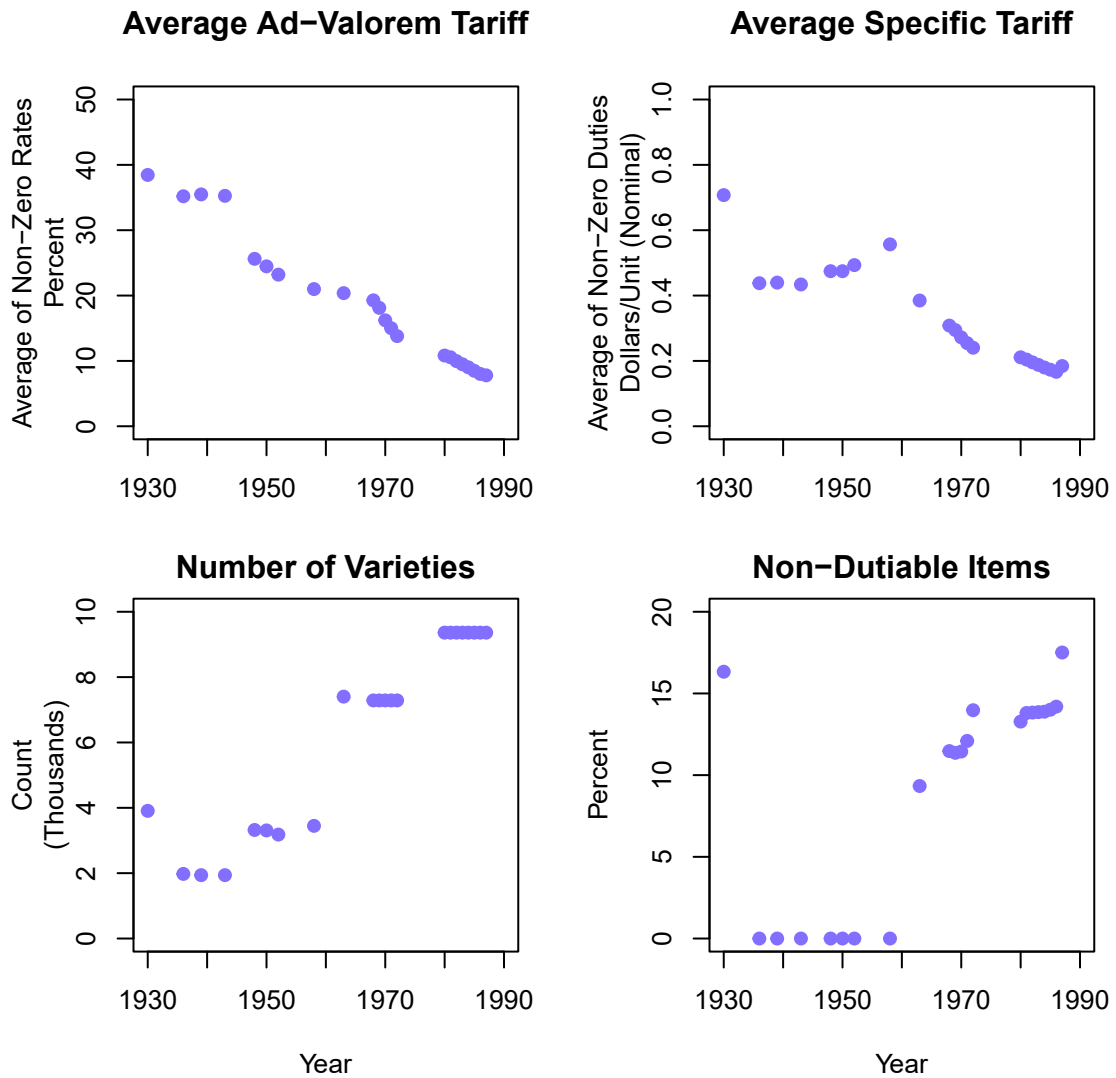 Average Ad−Valorem Tariff
Average of Non−Zero Rates
Percent
50
40
30
20
10
0
1930 1950 1970 1990
Average Specific Tariff
Average of Non−Zero Duties
Dollars/Unit (Nominal)
1.0
0.8
0.6
0.4
0.2
0.0
1930 1950 1970 1990
Number of Varieties
Count
(Thousands)
10
8
6
4
2
0
1930 1950 1970 1990
Year
Non−Dutiable Items
Percent
20
15
10
5
0
1930 1950 1970 1990
Year